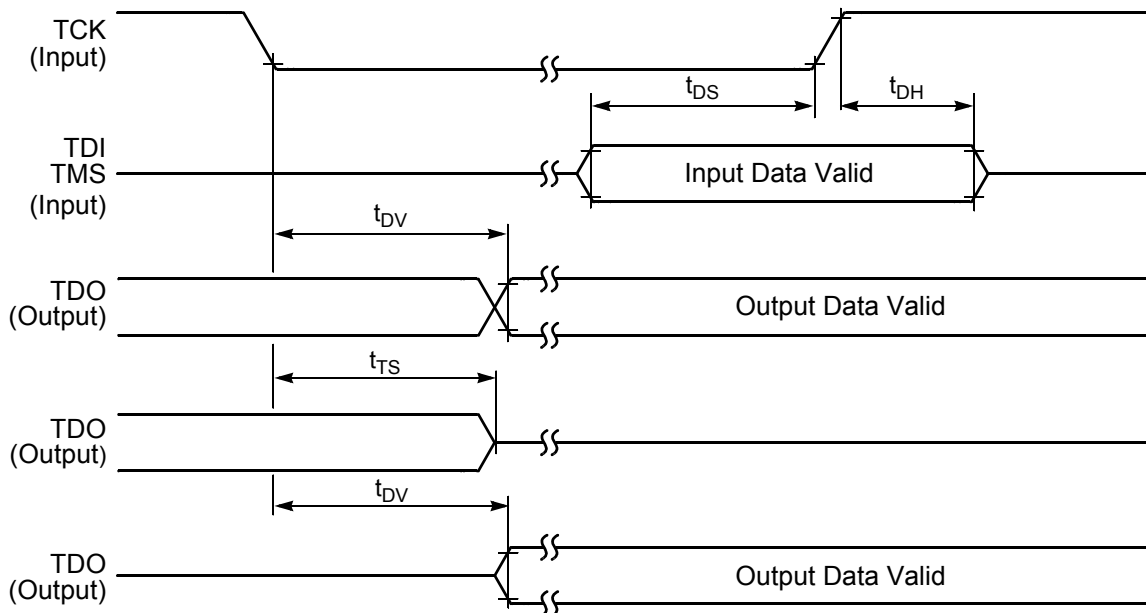 TCK
(Input)
tDS
tDH
TDI
TMS
(Input)
Input Data Valid
tDV
TDO
(Output)
Output Data Valid
tTS
TDO
(Output)
tDV
TDO
(Output)
Output Data Valid